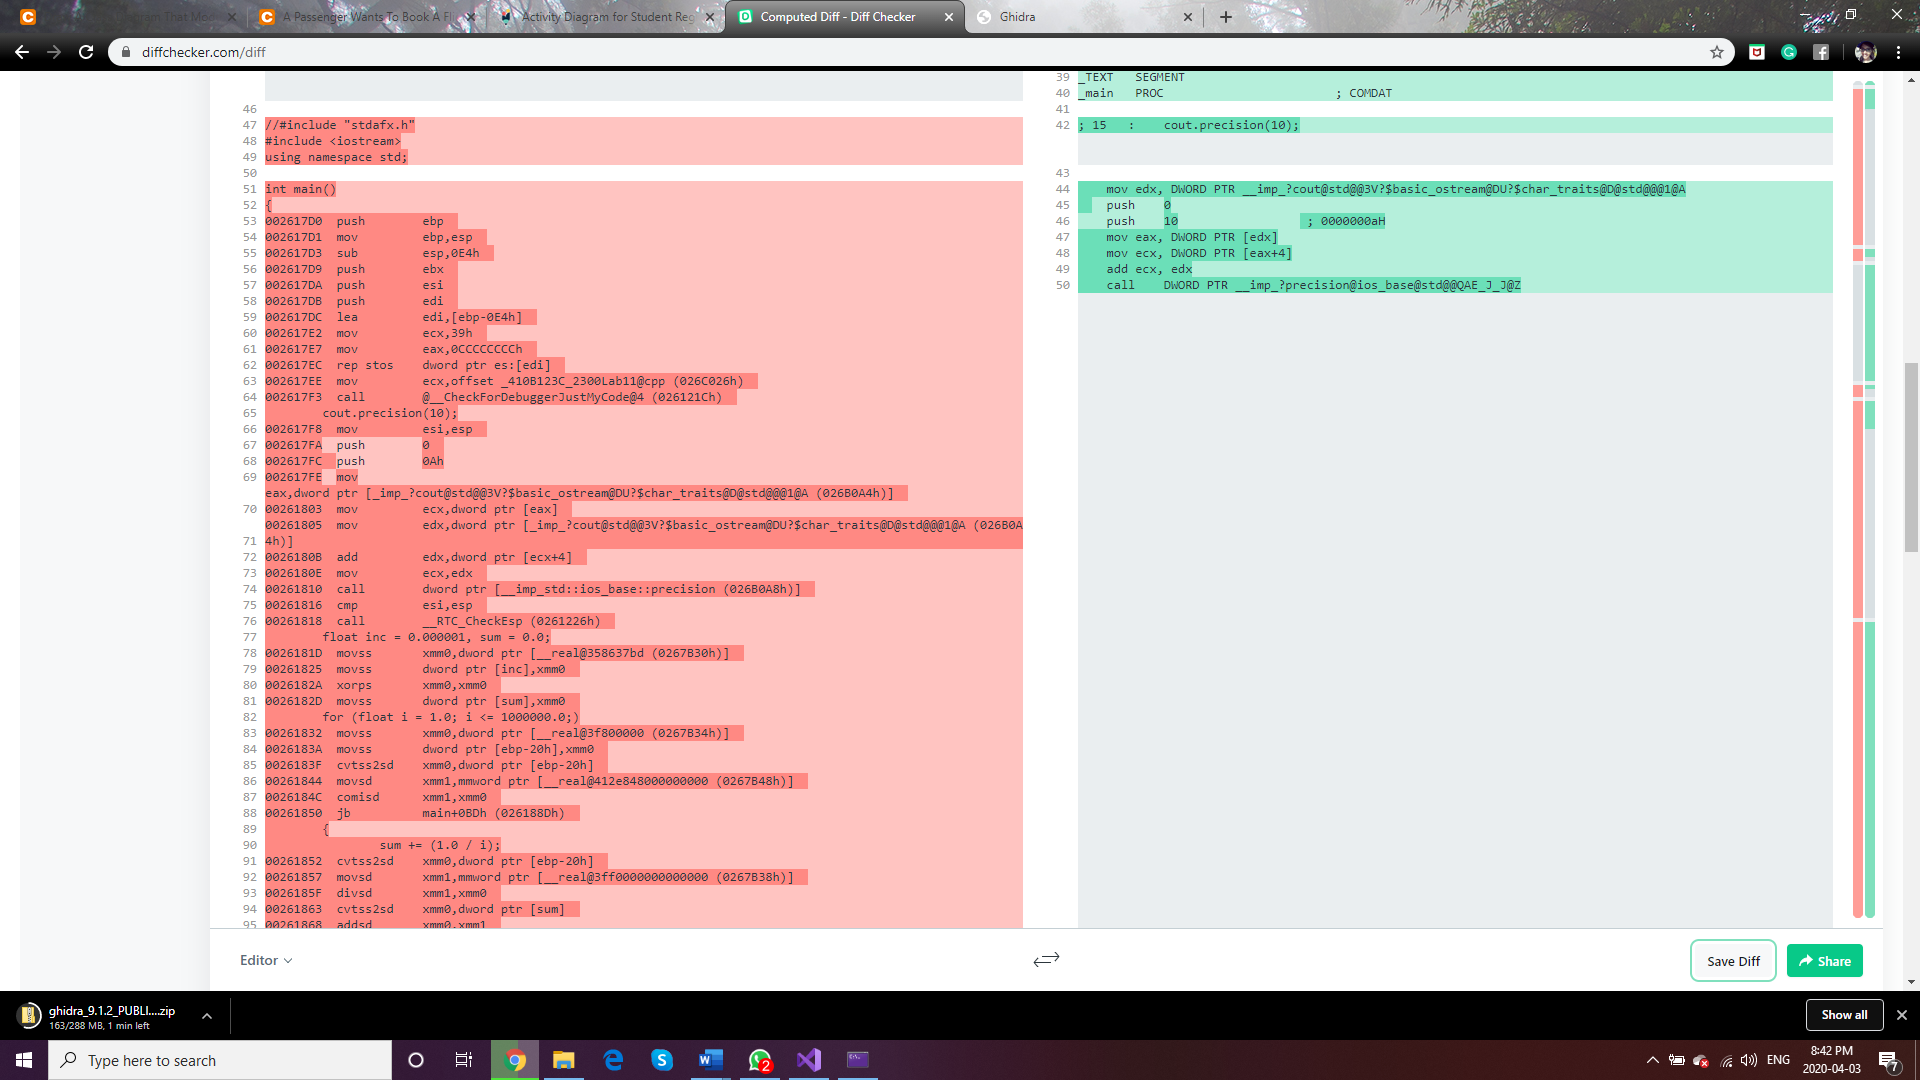 gram That Mod
A Passenger Wants To Book A Fli
Activity Diagram for Student Reg
Computed Diff - Diff Checker
Ghidra
diffchecker.com/diff
46
47 //#include "stdafx.h"
48 #include <iostream>
49 using namespace std;
50
51 int main()
52 {
53 002617D0 push ebp
54 002617D1 mov ebp,esp
55 002617D3 sub esp,0E4h
56 002617D9 push ebx
57 002617DA push esi
58 002617DB push edi
59 002617DC lea edi,[ebp-0E4h]
60 002617E2 mov ecx,39h
61 002617E7 mov eax,0CCCCCCCCh
62 002617EC rep stos dword ptr es:[edi]
63 002617EE mov ecx,offset _410B123C_2300Lab11@cpp (026C026h)
64 002617F3 call @__CheckForDebuggerJustMyCode@4 (026121Ch)
65 cout.precision(10);
66 002617F8 mov esi,esp
67 002617FA push 0
68 002617FC push 0Ah
69 002617FE mov
eax,dword ptr [_imp_?cout@std@@3V?$basic_ostream@DU?$char_traits@D@std@@@1@A (026B0A4h)]
70 00261803 mov ecx,dword ptr [eax]
00261805 mov edx,dword ptr [_imp_?cout@std@@3V?$basic_ostream@DU?$char_traits@D@std@@@1@A (026B0A
71 4h)]
72 0026180B add edx,dword ptr [ecx+4]
73 0026180E mov ecx,edx
74 00261810 call dword ptr [__imp_std::ios_base::precision (026B0A8h)]
75 00261816 cmp esi,esp
76 00261818 call __RTC_CheckEsp (0261226h)
77 float inc = 0.000001, sum = 0.0;
78 0026181D movss xmm0,dword ptr [__real@358637bd (0267B30h)]
79 00261825 movss dword ptr [inc],xmm0
80 0026182A xorps xmm0,xmm0
81 0026182D movss dword ptr [sum],xmm0
82 for (float i = 1.0; i <= 1000000.0;)
83 00261832 movss xmm0,dword ptr [__real@3f800000 (0267B34h)]
84 0026183A movss dword ptr [ebp-20h],xmm0
85 0026183F cvtss2sd xmm0,dword ptr [ebp-20h]
86 00261844 movsd xmm1,mmword ptr [__real@412e848000000000 (0267B48h)]
87 0026184C comisd xmm1,xmm0
88 00261850 jb main+0BDh (026188Dh)
89 {
90 sum += (1.0 / i);
91 00261852 cvtss2sd xmm0,dword ptr [ebp-20h]
92 00261857 movsd xmm1,mmword ptr [__real@3ff0000000000000 (0267B38h)]
93 0026185F divsd xmm1,xmm0
94 00261863 cvtss2sd xmm0,dword ptr [sum]
95 00261868 addsd xmm0,xmm1
39 _TEXT SEGMENT
40 _main PROC ; COMDAT
41
42 ; 15 : cout.precision(10);
43
44 mov edx, DWORD PTR __imp_?cout@std@@3V?$basic_ostream@DU?$char_traits@D@std@@@1@A
45 push 0
46 push 10 ; 0000000aH
47 mov eax, DWORD PTR [edx]
48 mov ecx, DWORD PTR [eax+4]
49 add ecx, edx
50 call DWORD PTR __imp_?precision@ios_base@std@@QAE_J_J@Z
Editor
Save Diff
Share
ghidra_9.1.2_PUBLI....zip
163/288 MB, 1 min left
Show all
Type here to search
2
ENG
8:42 PM
2020-04-03
7